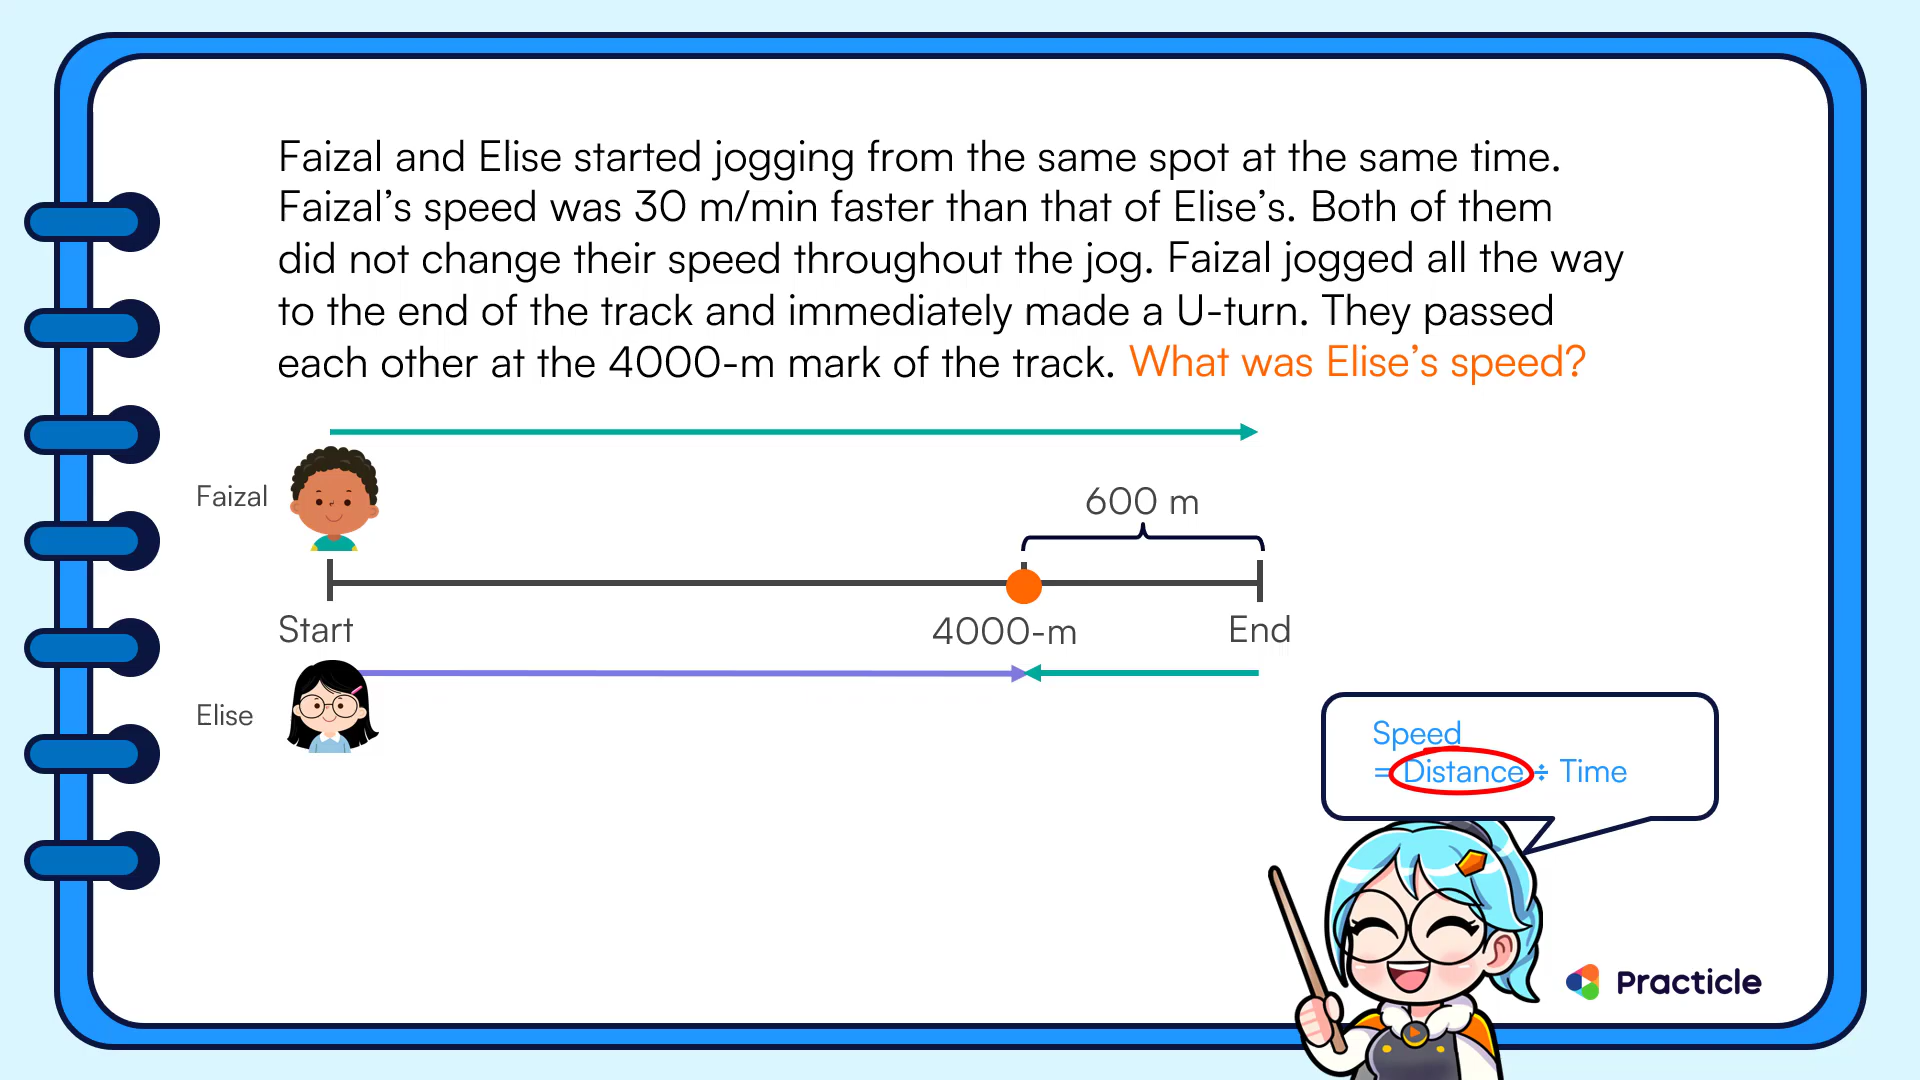 Faizal and Elise started jogging from the same spot at the same time.
Faizal’s speed was 30 m/min faster than that of Elise’s. Both of them
did not change their speed throughout the jog. Faizal jogged all the way
to the end of the track and immediately made a U-turn. They passed
each other at the 4000-m mark of the track. What was Elise’s speed?
Faizal
600 m
Start
4000-m
End
Elise
Speed
= Distance ÷ Time
Practicle